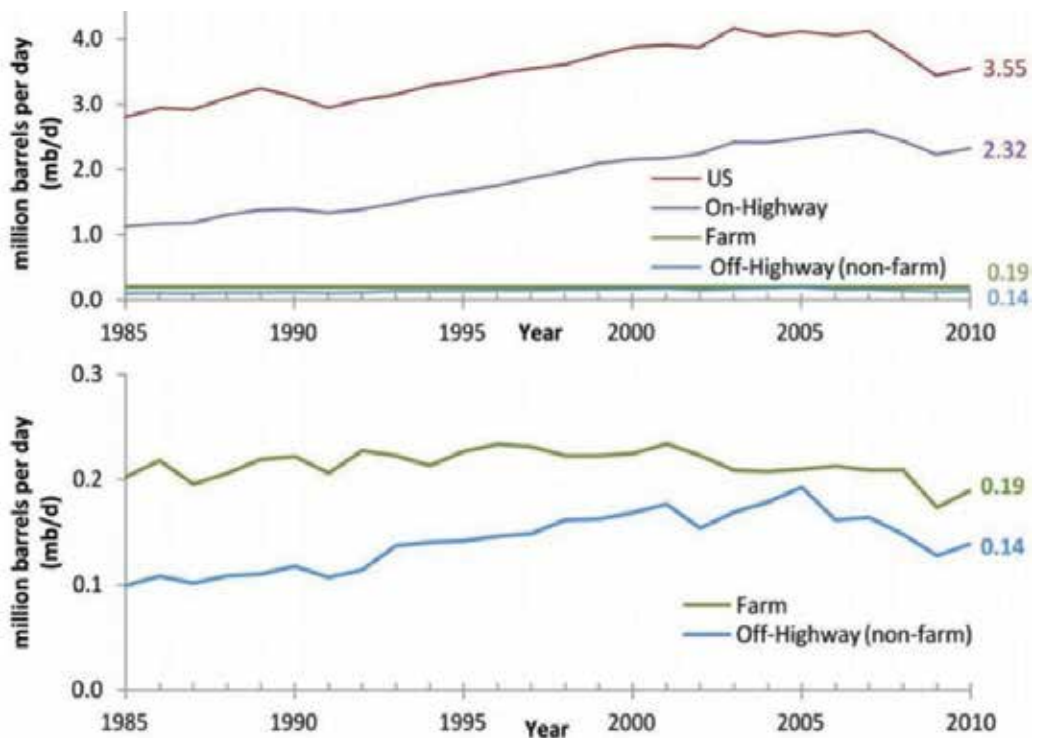 million barrels per day
(mb/d)
4.0
3.0
2.0
1.0
0.0
3.55
2.32
0.19
0.14
US
On-Highway
Farm
Off-Highway (non-farm)
1985
1990
1995
Year
2000
2005
2010
million barrels per day
(mb/d)
0.3
0.2
0.1
0.0
0.19
0.14
Farm
Off-Highway (non-farm)
1985
1990
1995
Year
2000
2005
2010